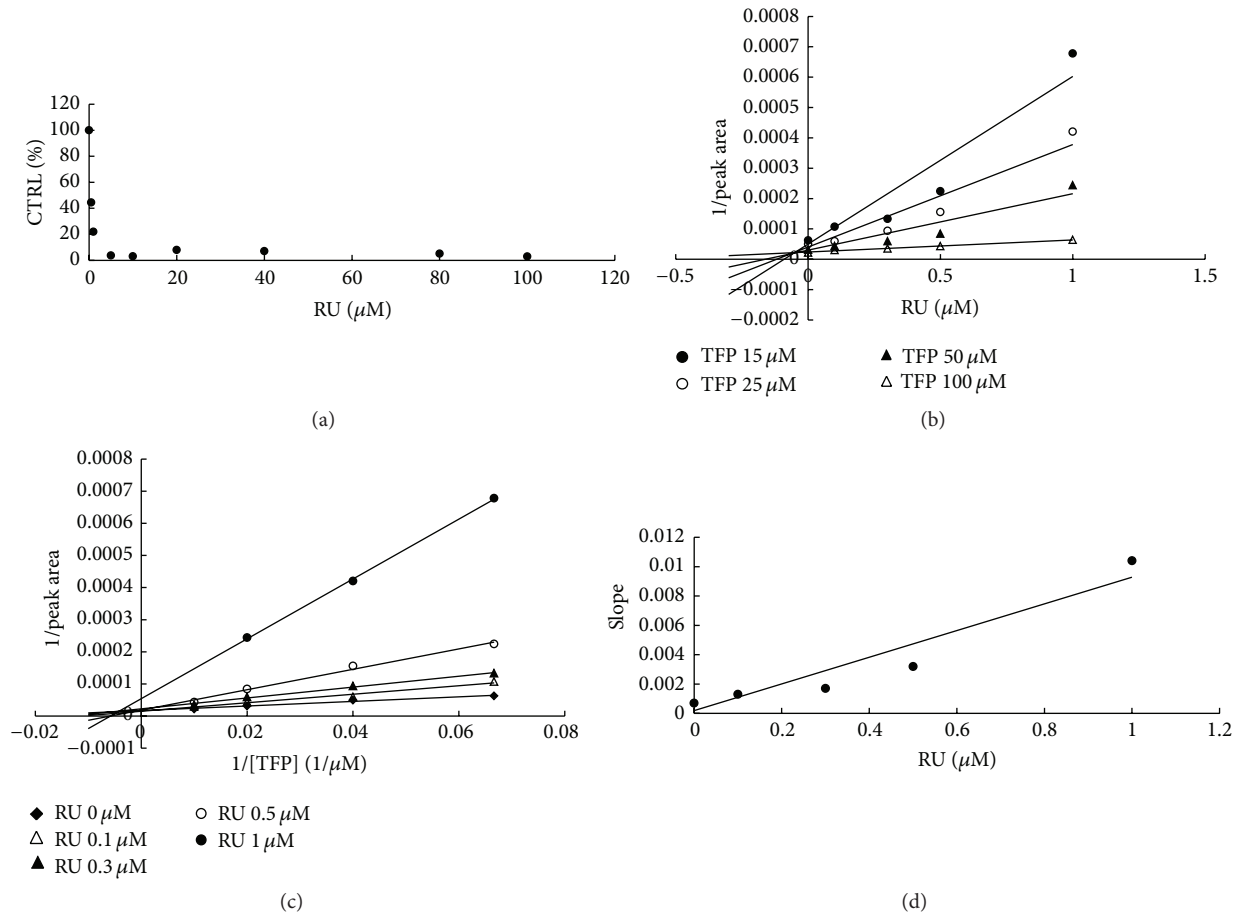 120
100
80
60
40
20
0
CTRL (%)
0 20 40 60 80 100 120
RU (μM)
(a)
0.0008
0.0007
0.0006
0.0005
0.0004
0.0003
0.0002
0.0001
0
−0.0001
−0.0002
1/peak area
−0.5 0 0.5 1 1.5
RU (μM)
TFP 15 μM
TFP 25 μM
TFP 50 μM
TFP 100 μM
(b)
0.0008
0.0007
0.0006
0.0005
0.0004
0.0003
0.0002
0.0001
0
−0.0001
1/peak area
−0.02 0 0.02 0.04 0.06 0.08
1/[TFP] (1/μM)
RU 0 μM
RU 0.1 μM
RU 0.3 μM
RU 0.5 μM
RU 1 μM
(c)
0.012
0.01
0.008
0.006
0.004
0.002
0
Slope
0 0.2 0.4 0.6 0.8 1 1.2
RU (μM)
(d)